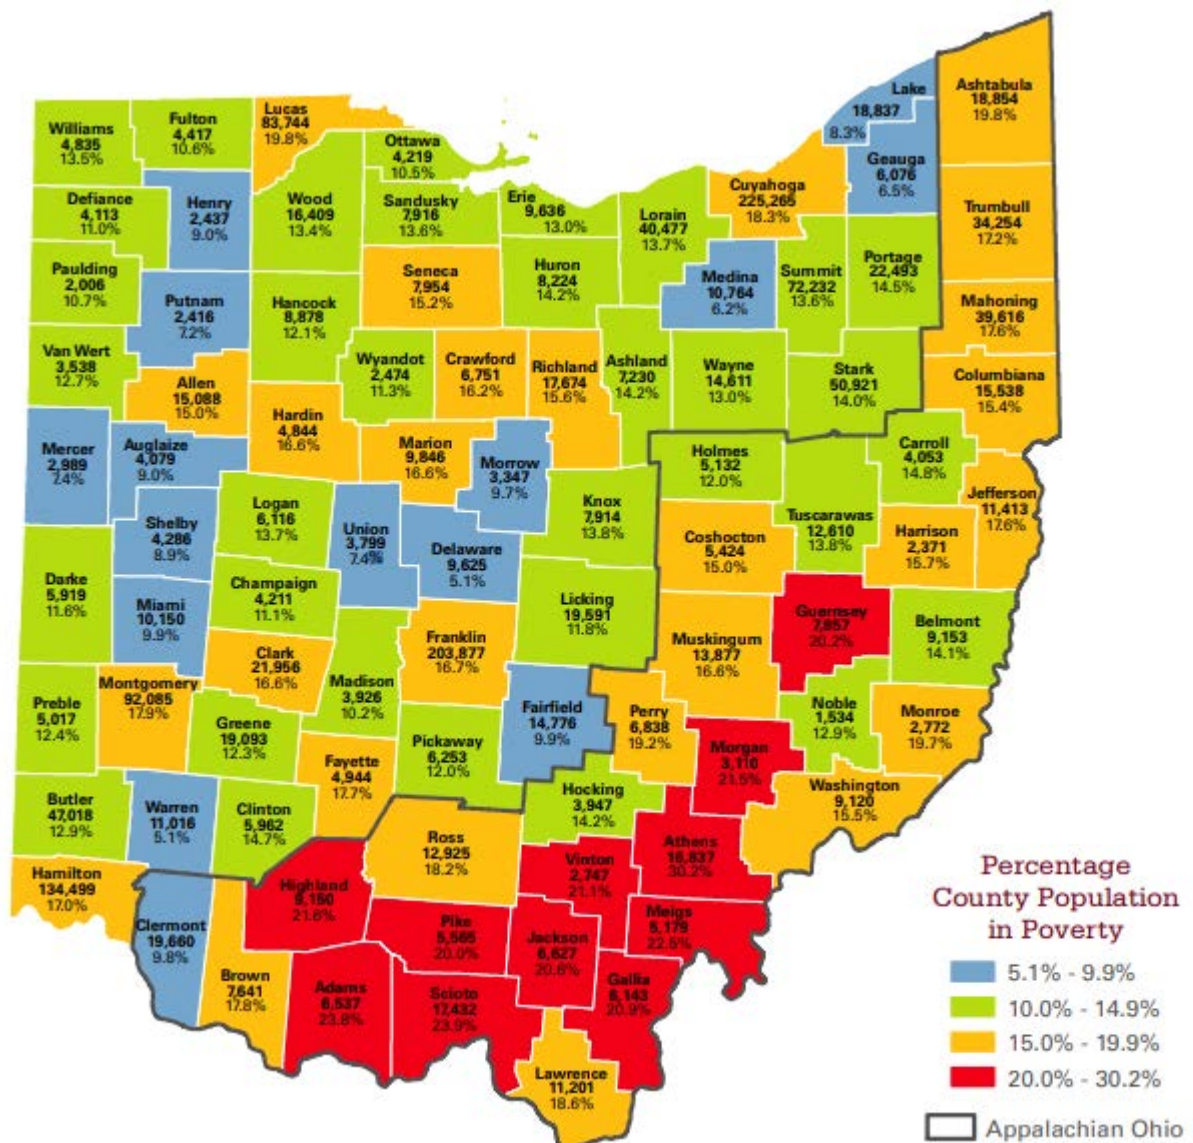 Williams
4,835
13.5%
Fulton
4,417
10.6%
Lucas
83,744
19.8%
Ottawa
4,219
10.5%
Lake
18,837
8.3%
Ashtabula
18,854
19.8%
Geauga
6,076
6.5%
Defiance
4,113
11.0%
Henry
2,437
9.0%
Wood
16,409
13.4%
Sandusky
7,916
13.6%
Erie
9,636
13.0%
Lorain
40,477
13.7%
Cuyahoga
225,265
18.3%
Trumbull
34,254
17.2%
Paulding
2,006
10.7%
Putnam
2,416
7.2%
Hancock
8,878
12.1%
Seneca
7,954
15.2%
Huron
8,224
14.2%
Medina
10,764
6.2%
Summit
72,232
13.6%
Portage
22,493
14.5%
Mahoning
39,616
17.6%
Van Wert
3,538
12.7%
Allen
15,088
15.0%
Hardin
4,844
16.6%
Wyandot
2,474
11.3%
Crawford
6,751
16.2%
Richland
17,674
15.6%
Ashland
7,230
14.2%
Wayne
14,611
13.0%
Stark
50,921
14.0%
Columbiana
15,538
15.4%
Mercer
2,989
7.4%
Auglaize
4,079
9.0%
Marion
9,846
16.6%
Morrow
3,347
9.7%
Holmes
5,132
12.0%
Carroll
4,053
14.8%
Jefferson
11,413
17.6%
Shelby
4,286
8.9%
Logan
6,116
13.7%
Union
3,799
7.4%
Delaware
9,625
5.1%
Knox
7,914
13.8%
Coshocton
5,424
15.0%
Tuscarawas
12,610
13.8%
Harrison
2,371
15.7%
Darke
5,919
11.6%
Miami
10,150
9.9%
Champaign
4,211
11.1%
Licking
19,591
11.8%
Guernsey
7,857
20.2%
Belmont
9,153
14.1%
Clark
21,956
16.6%
Madison
3,926
10.2%
Franklin
203,877
16.7%
Muskingum
13,877
16.6%
Preble
5,017
12.4%
Montgomery
92,085
17.9%
Greene
19,093
12.3%
Fairfield
14,776
9.9%
Perry
6,838
19.2%
Noble
1,534
12.9%
Monroe
2,772
19.7%
Fayette
4,944
17.7%
Pickaway
6,253
12.0%
Morgan
3,110
21.5%
Washington
9,120
15.5%
Butler
47,018
12.9%
Warren
11,016
5.1%
Clinton
5,962
14.7%
Hocking
3,947
14.2%
Athens
16,837
30.2%
Ross
12,925
18.2%
Vinton
2,747
21.1%
Hamilton
134,499
17.0%
Highland
9,150
21.6%
Pike
5,565
20.0%
Meigs
5,179
22.5%
Clermont
19,660
9.8%
Jackson
6,627
20.6%
Brown
7,641
17.8%
Adams
6,537
23.8%
Scioto
17,432
23.9%
Gallia
6,143
20.9%
Lawrence
11,201
18.6%
Percentage
County Population
in Poverty
5.1% - 9.9%
10.0% - 14.9%
15.0% - 19.9%
20.0% - 30.2%
Appalachian Ohio